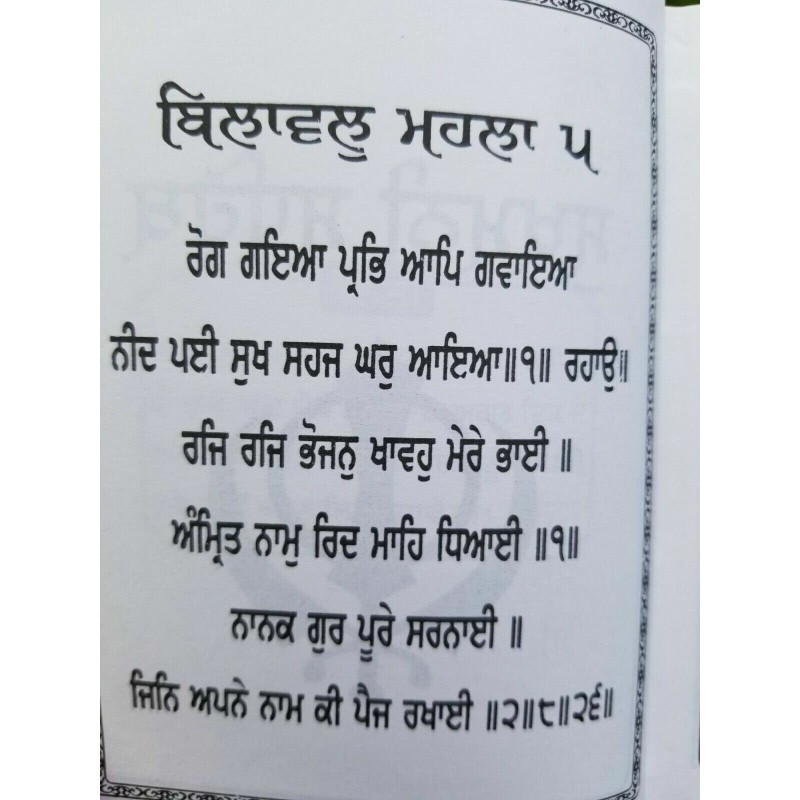 ਬਿਲਾਵਲੁ ਮਹਲਾ ੫
ਰੋਗ ਗਇਆ ਪ੍ਰਭਿ ਆਪਿ ਗਵਾਇਆ
ਨੀਦ ਪਈ ਸੁਖ ਸਹਜ ਘਰੁ ਆਇਆ॥੧॥ ਰਹਾਉ॥
ਰਜਿ ਰਜਿ ਭੋਜਨੁ ਖਾਵਹੁ ਮੇਰੇ ਭਾਈ ॥
ਅੰਮ੍ਰਿਤ ਨਾਮੁ ਰਿਦ ਮਾਹਿ ਧਿਆਈ ॥੧॥
ਨਾਨਕ ਗੁਰ ਪੂਰੇ ਸਰਨਾਈ ॥
ਜਿਨਿ ਅਪਨੇ ਨਾਮ ਕੀ ਪੈਜ ਰਖਾਈ ॥੨॥੮॥੨੬॥